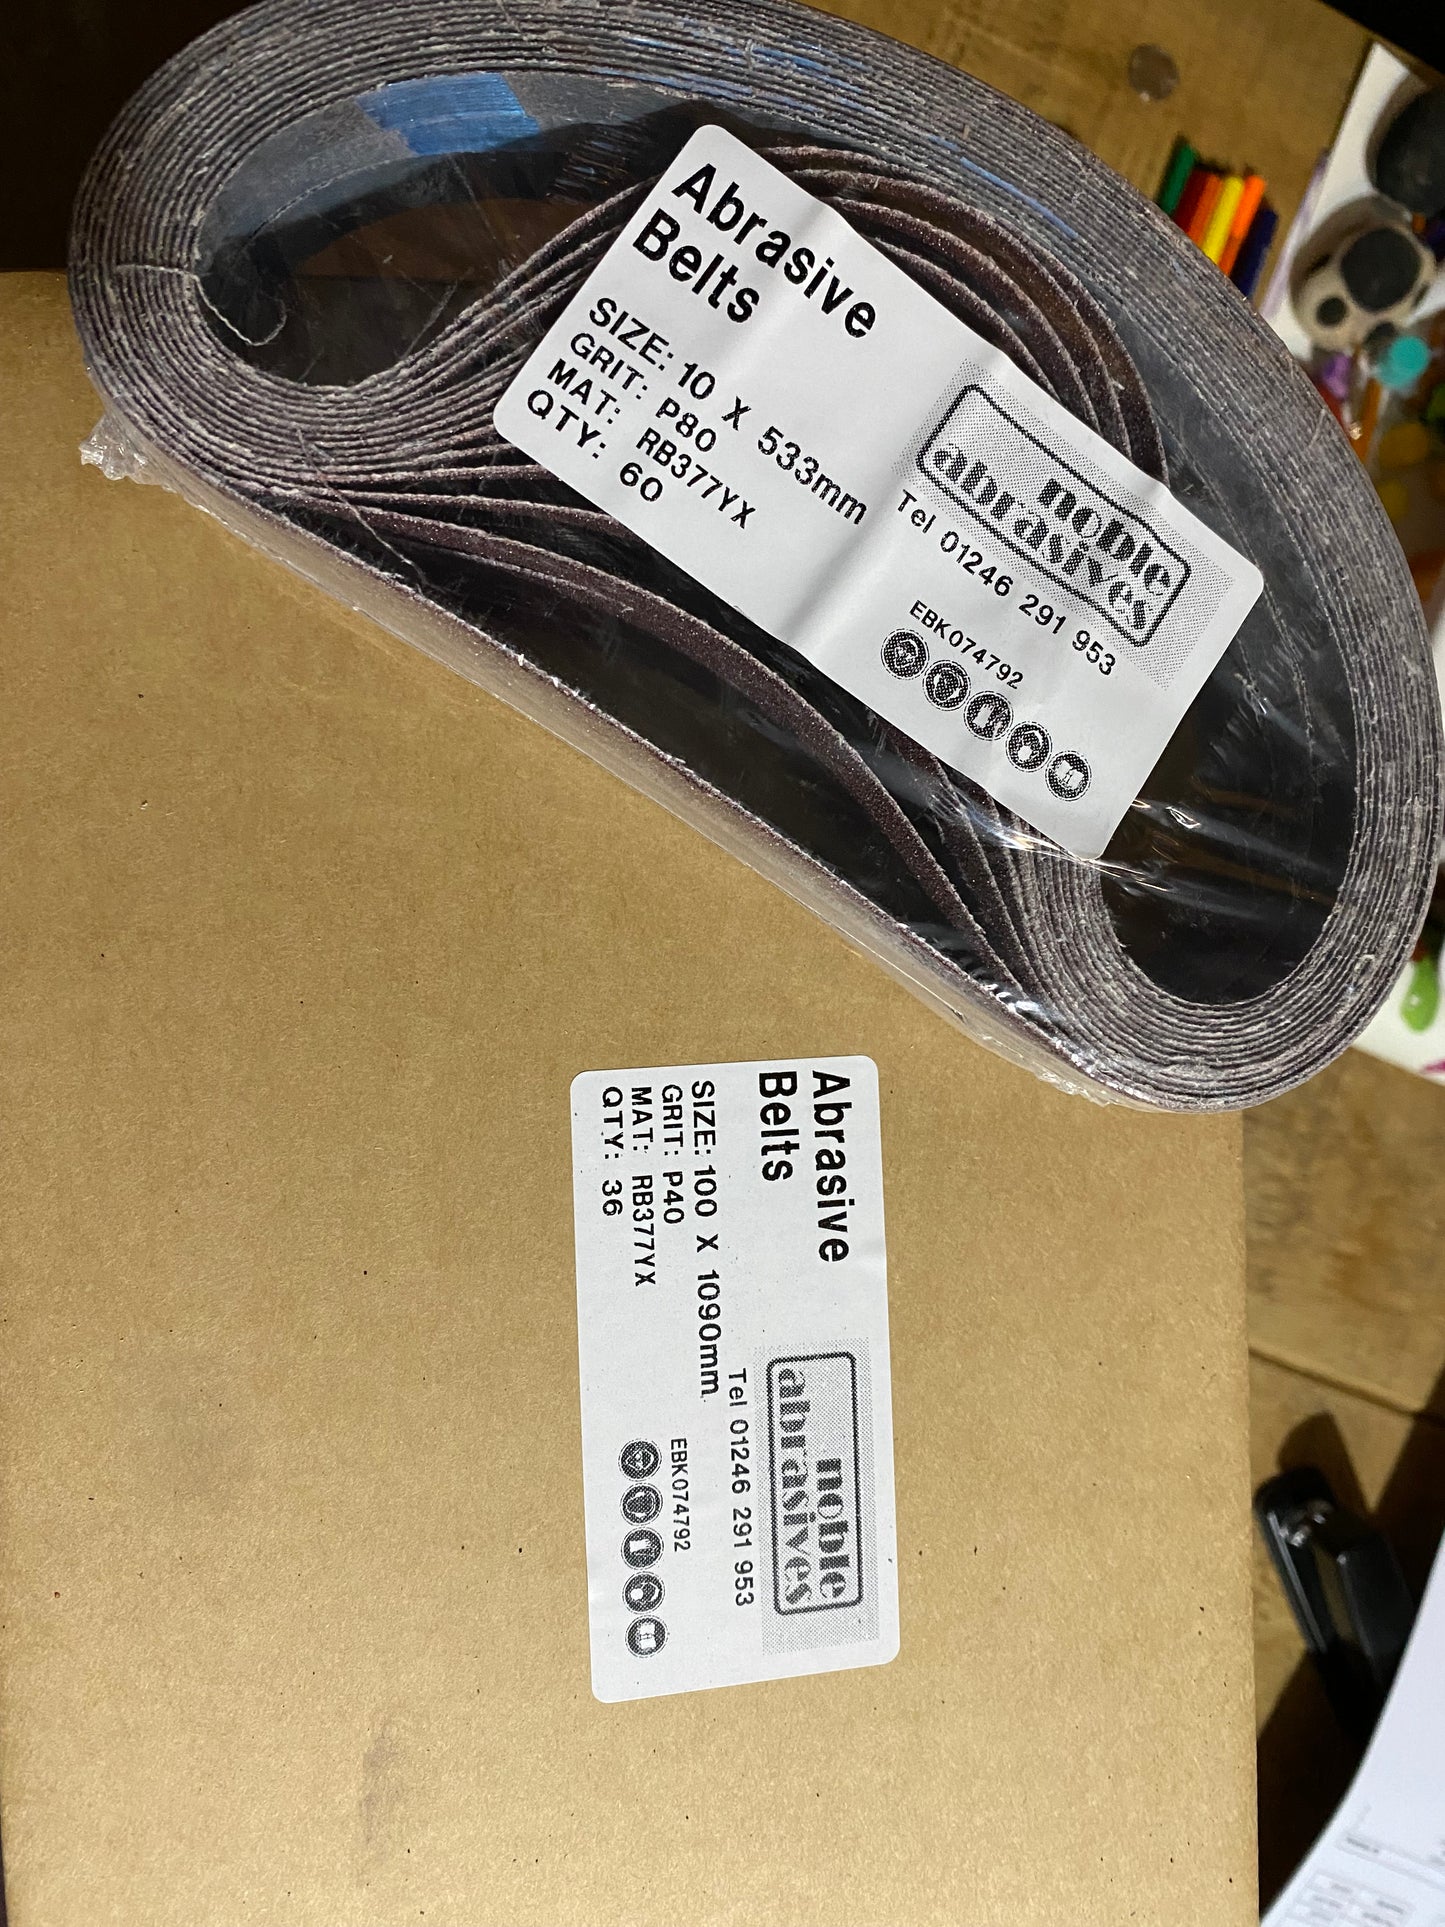 Abrasive
Belts
SIZE: 10 X 533mm
GRIT: P80
MAT: RB377YX
QTY: 60
noble
abrasives
Tel 01246 291 953
EBK074792
Abrasive
Belts
SIZE: 100 X 1090mm
GRIT: P40
MAT: RB377YX
QTY: 36
noble
abrasives
Tel 01246 291 953
EBK074792